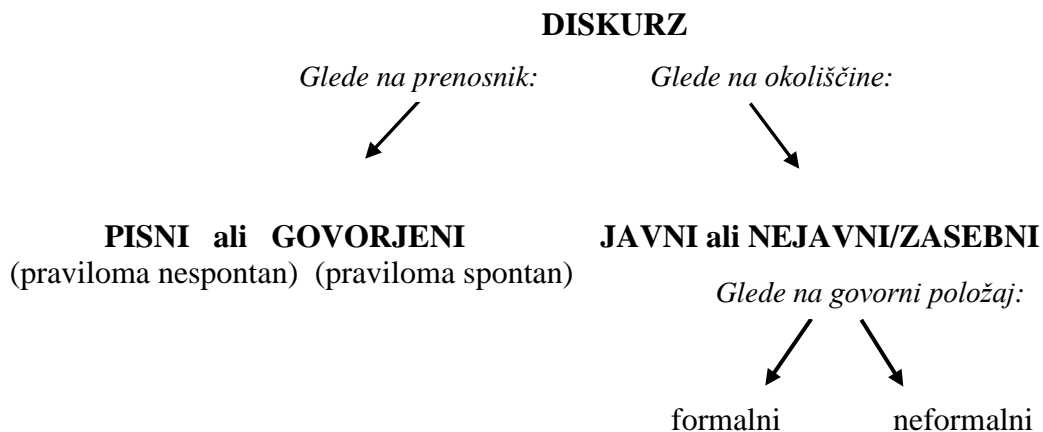 DISKURZ
Glede na prenosnik: Glede na okoliščine:
PISNI ali GOVORJENI JAVNI ali NEJAVNI/ZASEBNI
(praviloma nespontan) (praviloma spontan)
Glede na govorni položaj:
formalni neformalni